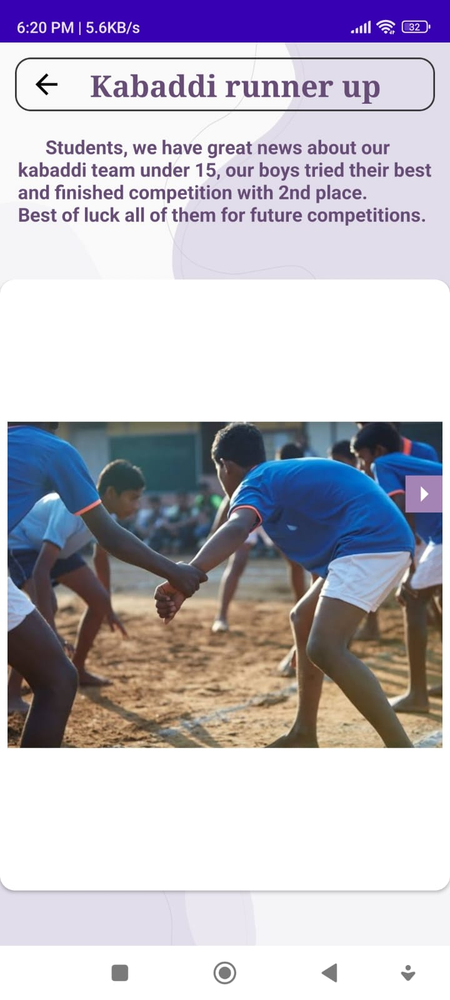 6:20 PM | 5.6KB/s
32
Kabaddi runner up
Students, we have great news about our
kabaddi team under 15, our boys tried their best
and finished competition with 2nd place.
Best of luck all of them for future competitions.